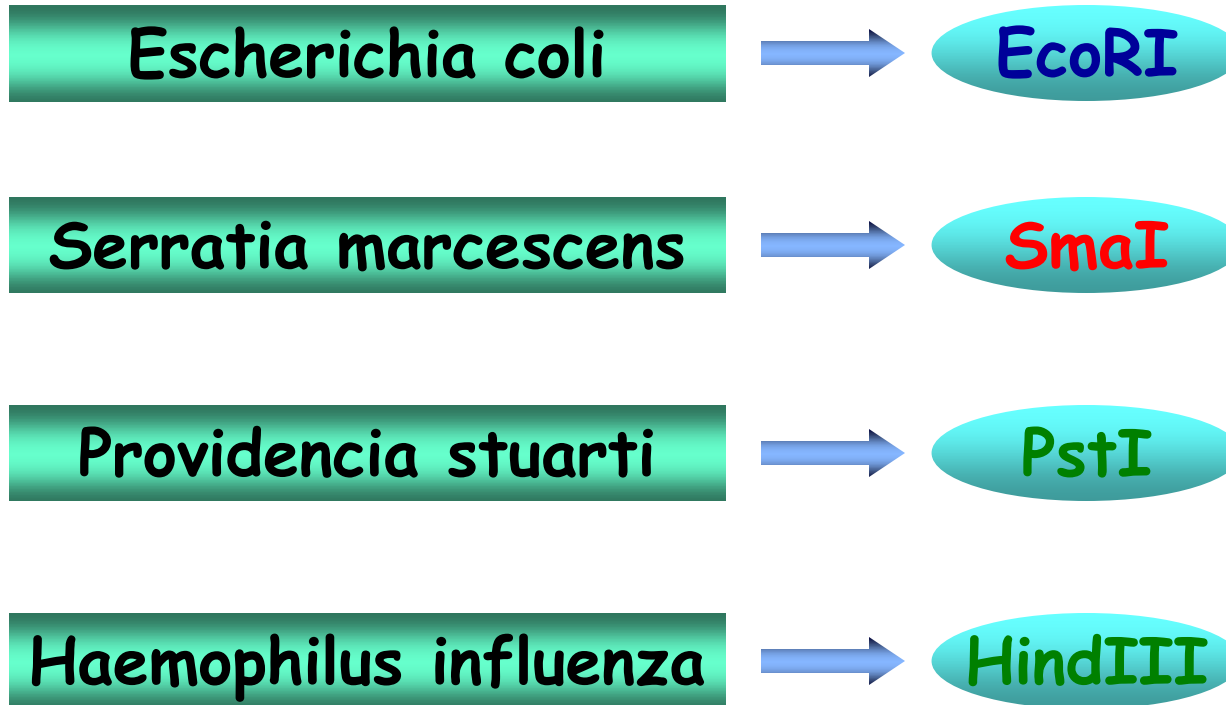 Escherichia coli EcoRI
Serratia marcescens SmaI
Providencia stuarti PstI
Haemophilus influenza HindIII